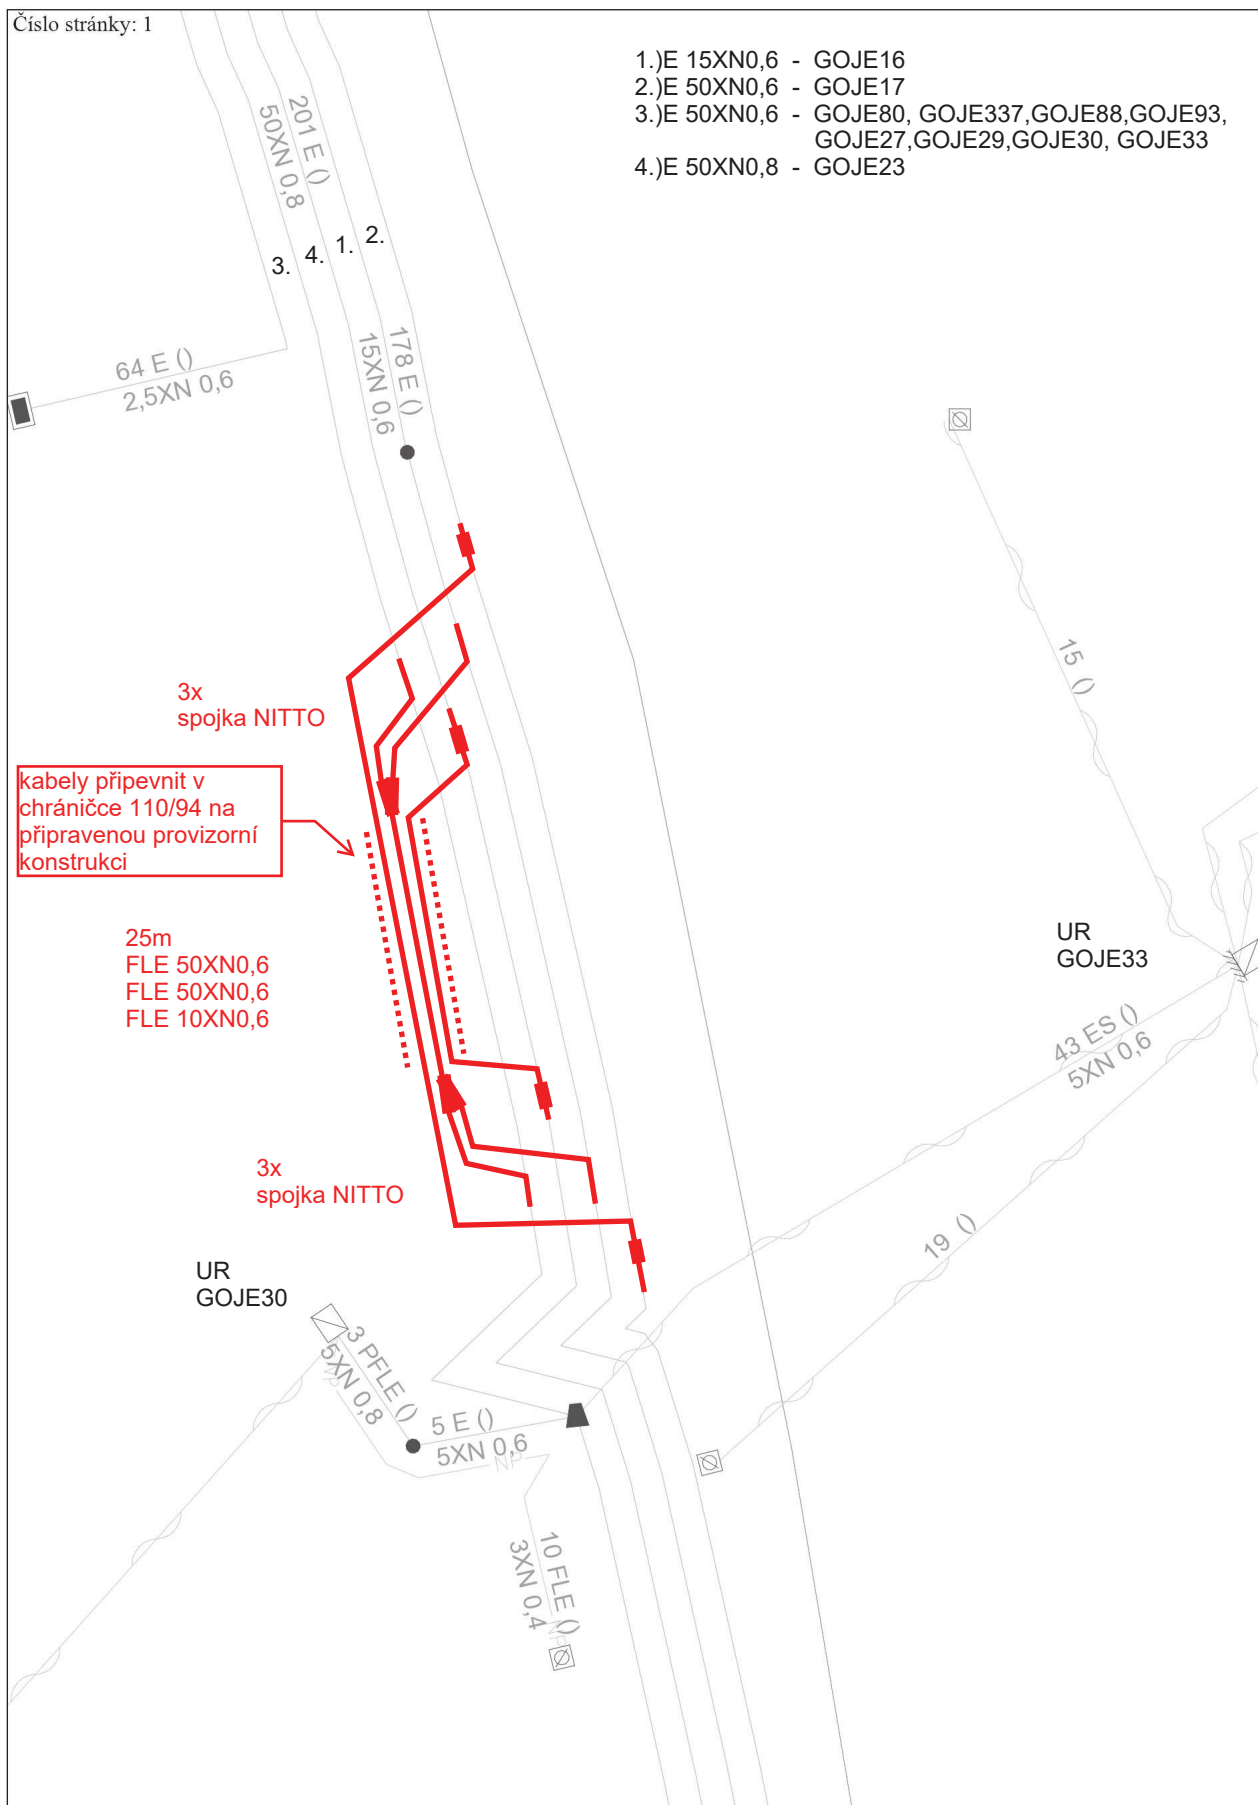 Číslo stránky: 1
1.)E 15XN0,6 - GOJE16
2.)E 50XN0,6 - GOJE17
3.)E 50XN0,6 - GOJE80, GOJE337,GOJE88,GOJE93,
GOJE27,GOJE29,GOJE30, GOJE33
4.)E 50XN0,8 - GOJE23
201 E ()
50XN 0,8
3.
4.
1.
2.
178 E ()
15XN 0,6
64 E ()
2,5XN 0,6
15 ()
3x
spojka NITTO
kabely připevnit v
chráničce 110/94 na
připravenou provizorní
konstrukci
25m
FLE 50XN0,6
FLE 50XN0,6
FLE 10XN0,6
UR
GOJE33
43 ES ()
5XN 0,6
19 ()
3x
spojka NITTO
UR
GOJE30
3 PFLE ()
5XN 0,8
5 E ()
5XN 0,6
NP
10 FLE ()
3XN 0,4